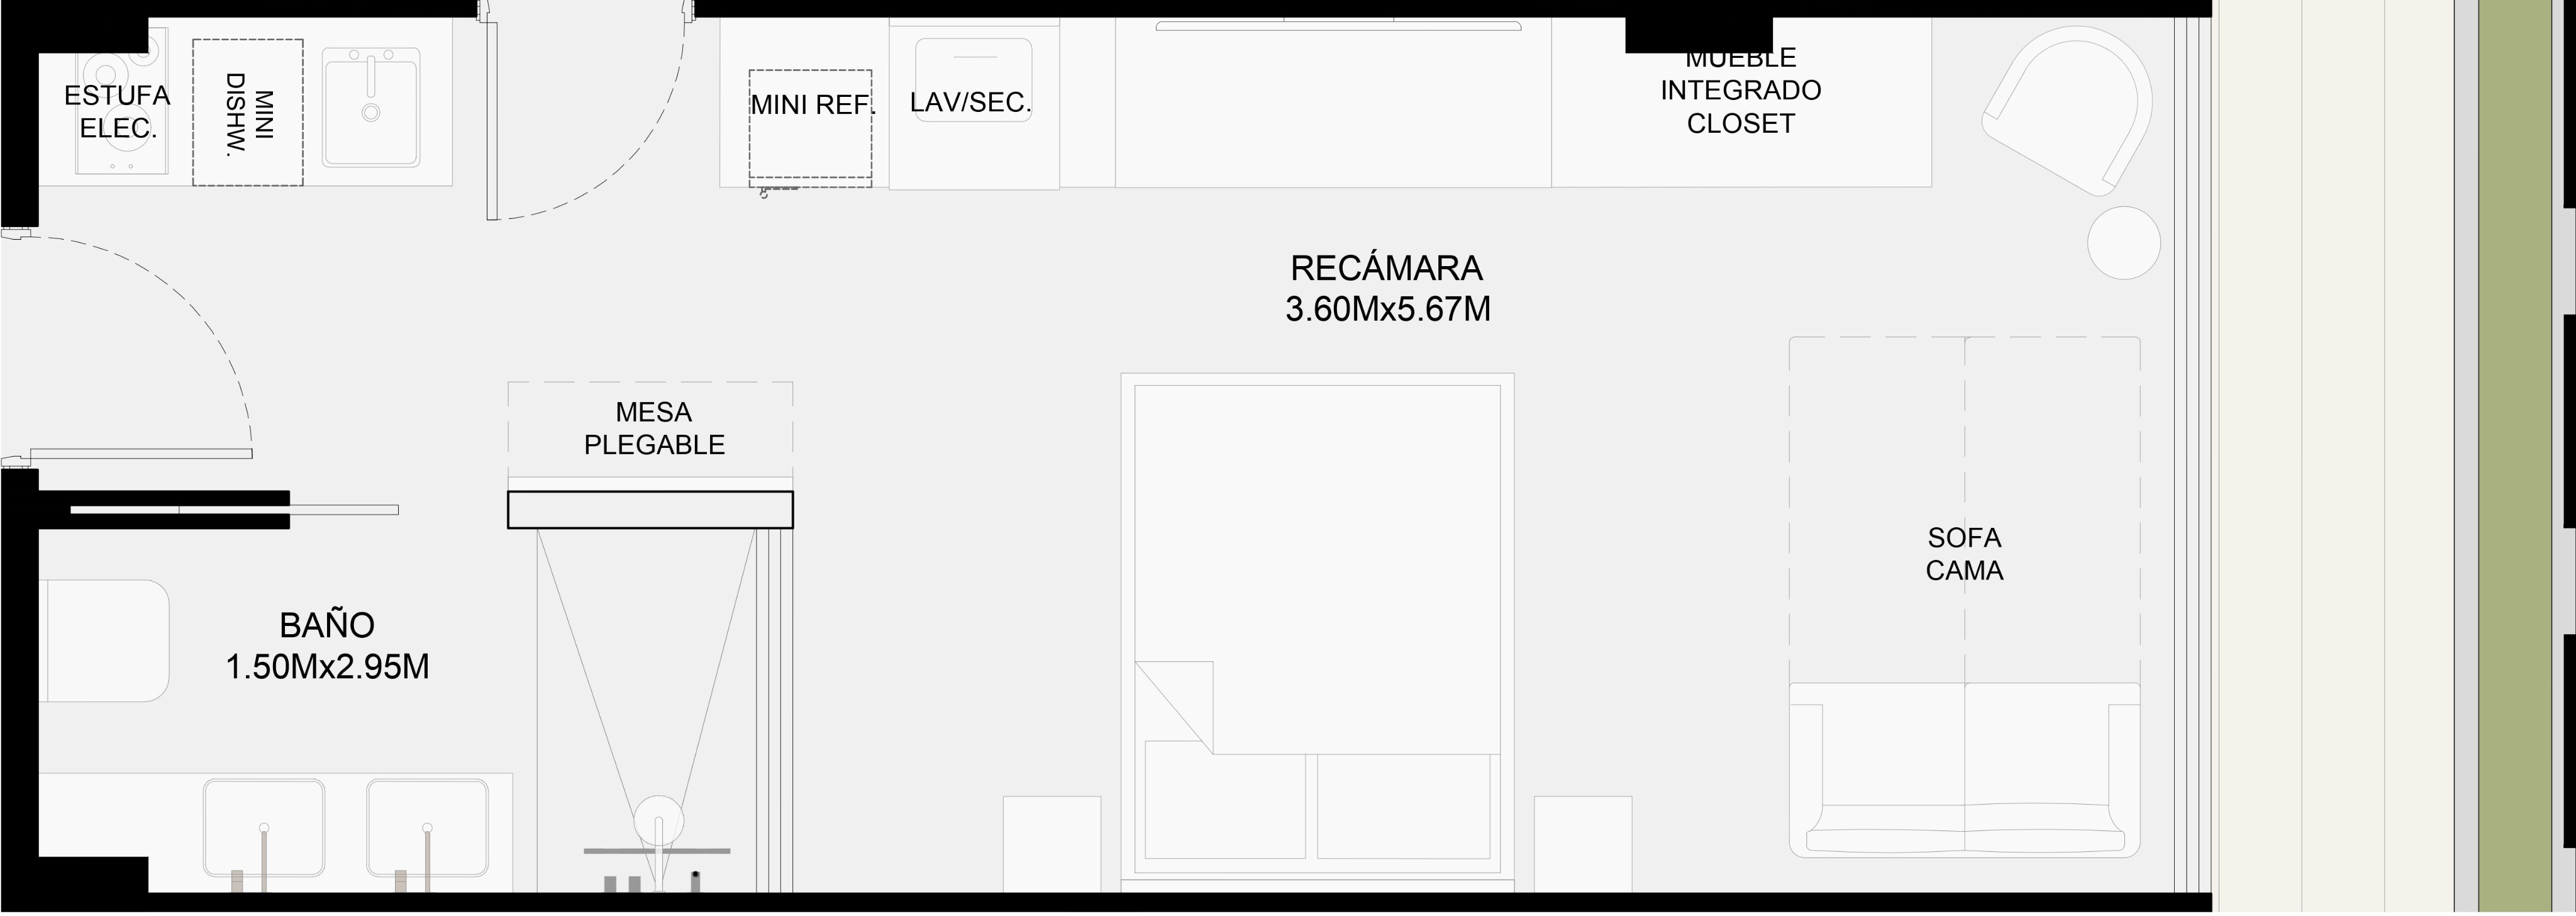 ESTUFA
ELEC.
MINI
DISHW.
MINI REF.
LAV/SEC.
MUEBLE
INTEGRADO
CLOSET
RECÁMARA
3.60Mx5.67M
MESA
PLEGABLE
SOFA
CAMA
BAÑO
1.50Mx2.95M